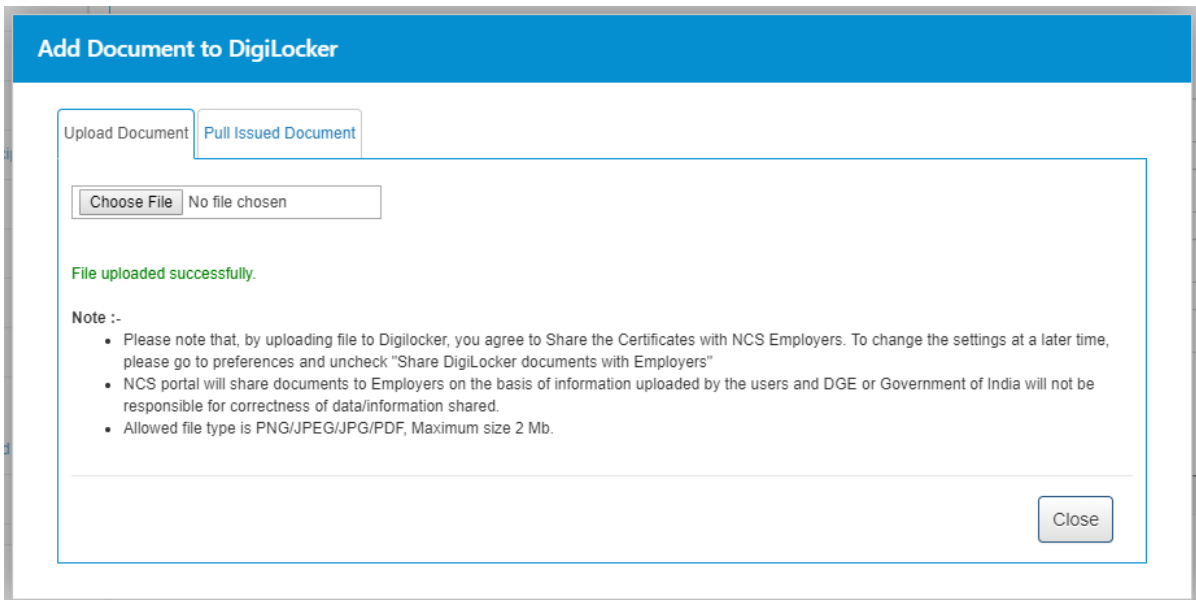 Add Document to DigiLocker
Upload Document
Pull Issued Document
Choose File No file chosen
File uploaded successfully.
Note :-
• Please note that, by uploading file to Digilocker, you agree to Share the Certificates with NCS Employers. To change the settings at a later time,
please go to preferences and uncheck "Share DigiLocker documents with Employers"
• NCS portal will share documents to Employers on the basis of information uploaded by the users and DGE or Government of India will not be
responsible for correctness of data/information shared.
• Allowed file type is PNG/JPEG/JPG/PDF, Maximum size 2 Mb.
Close